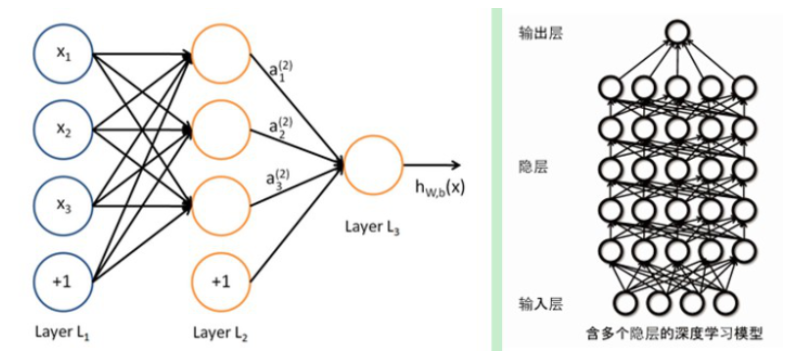 x₁
x₂
x₃
+1
Layer L₁
+1
Layer L₂
a₁⁽²⁾
a₂⁽²⁾
a₃⁽²⁾
h_W,b(x)
Layer L₃
输出层
隐层
输入层
含多个隐层的深度学习模型